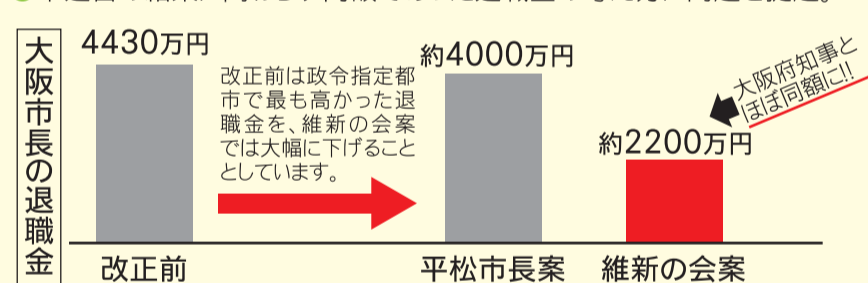 大阪市長の退職金
4430万円
改正前は政令指定都
市で最も高かった退
職金を、維新の会案
では大幅に下げること
としています。
約4000万円
約2200万円
大阪府知事と
ほぼ同額に!!
改正前
平松市長案
維新の会案